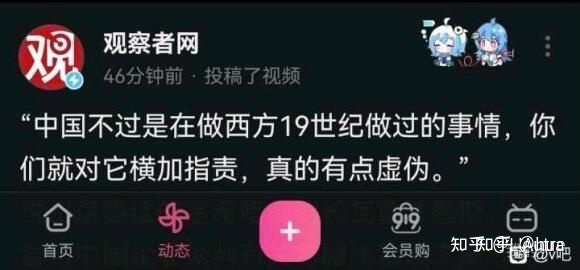 观
观察者网
46分钟前 · 投稿了视频
“中国不过是在做西方19世纪做过的事情，你
们就对它横加指责，真的有点虚伪。”
首页
动态
会员购
知乎